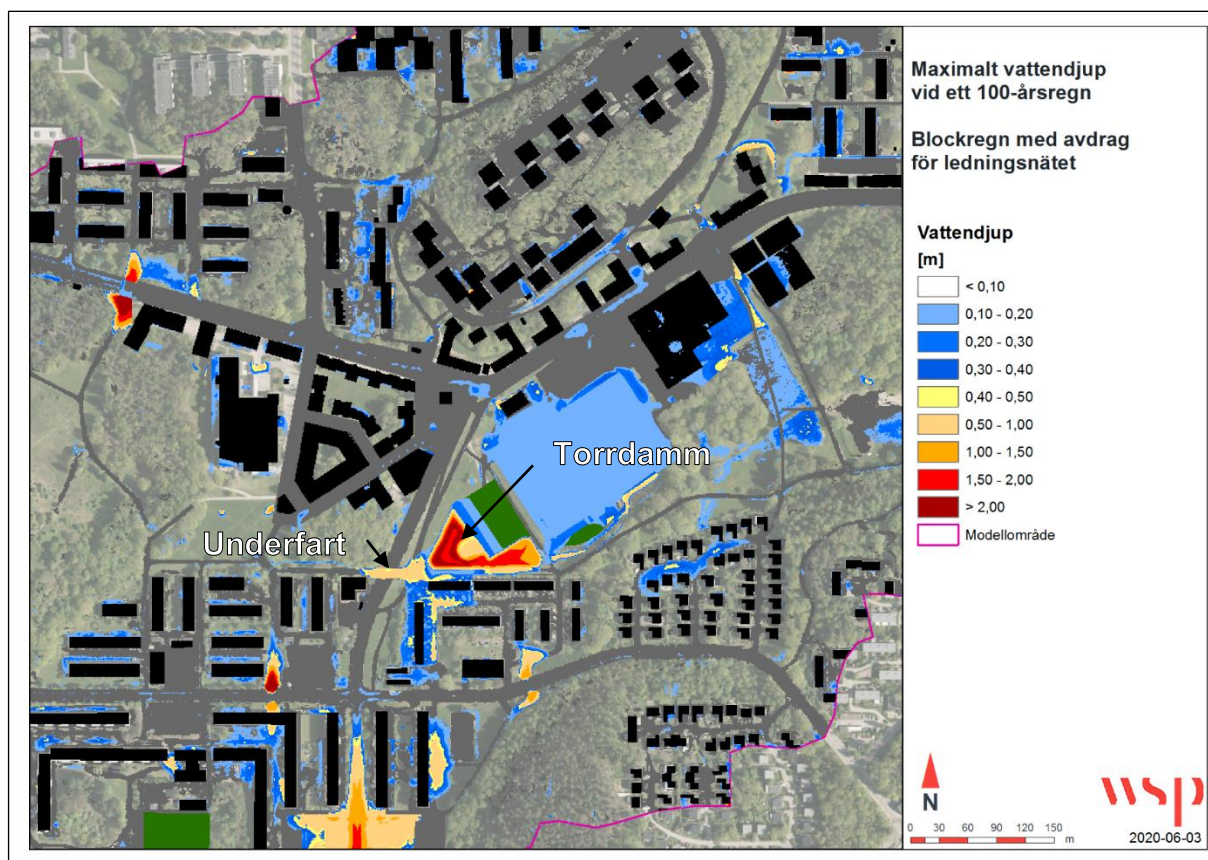 Maximalt vattendjup
vid ett 100-årsregn
Blockregn med avdrag
för ledningsnätet
Vattendjup
[m]
< 0,10
0,10 - 0,20
0,20 - 0,30
0,30 - 0,40
0,40 - 0,50
0,50 - 1,00
1,00 - 1,50
1,50 - 2,00
> 2,00
Modellområde
Torrdamm
Underfart
N
0 30 60 90 120 150
m
wsp
2020-06-03